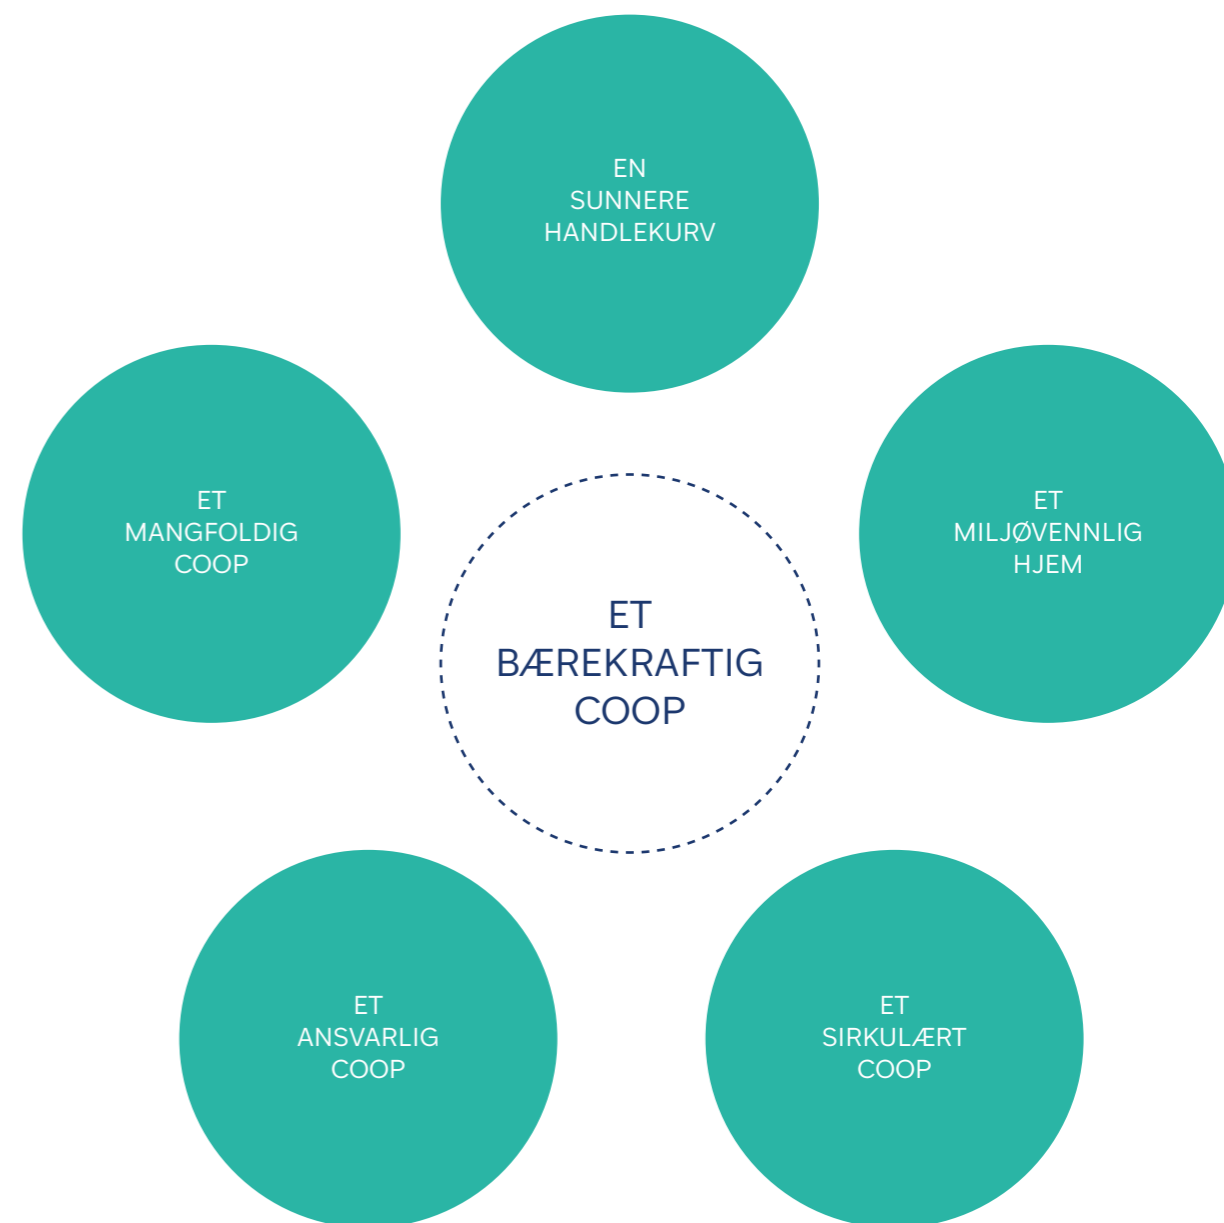 EN
SUNNERE
HANDLEKURV
ET
MANGFOLDIG
COOP
ET
MILJØVENNLIG
HJEM
ET
BÆREKRAFTIG
COOP
ET
ANSVARLIG
COOP
ET
SIRKULÆRT
COOP